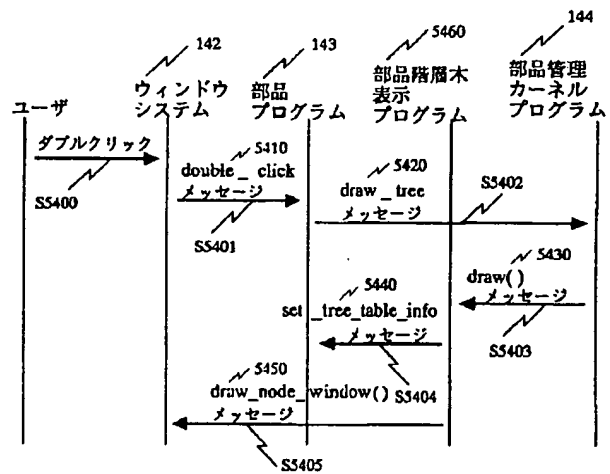 142
143
5460
144
ユーザ
ウィンドウ
システム
部品
プログラム
部品階層木
表示
プログラム
部品管理
カーネル
プログラム
ダブルクリック
S5400
5410
double_ click
メッセージ
S5401
5420
draw_tree
メッセージ
S5402
5430
draw()
メッセージ
S5403
5440
set _tree_table_info
メッセージ
S5404
5450
draw_node_window()
メッセージ
S5405